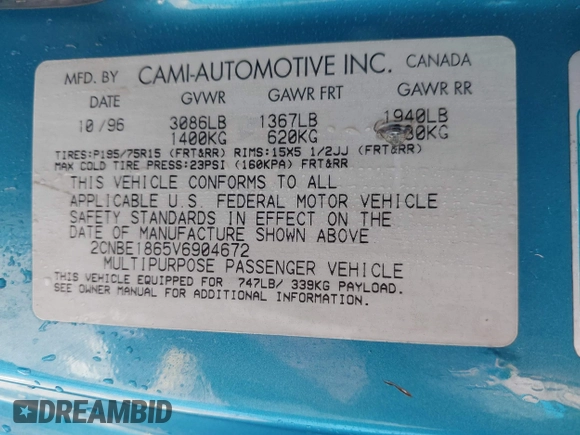 MFD. BY CAMI-AUTOMOTIVE INC. CANADA
DATE GVWR GAWR FRT GAWR RR
10/96 3086LB 1367LB 1940LB
1400KG 620KG 30KG
TIRES:P195/75R15 (FRT&RR) RIMS:15X5 1/2JJ (FRT&RR)
MAX COLD TIRE PRESS:23PSI (160KPA) FRT&RR
THIS VEHICLE CONFORMS TO ALL
APPLICABLE U.S. FEDERAL MOTOR VEHICLE
SAFETY STANDARDS IN EFFECT ON THE
DATE OF MANUFACTURE SHOWN ABOVE
2CNBE1865V6904672
MULTIPURPOSE PASSENGER VEHICLE
THIS VEHICLE EQUIPPED FOR 747LB/ 339KG PAYLOAD.
SEE OWNER MANUAL FOR ADDITIONAL INFORMATION.
DREAMBID